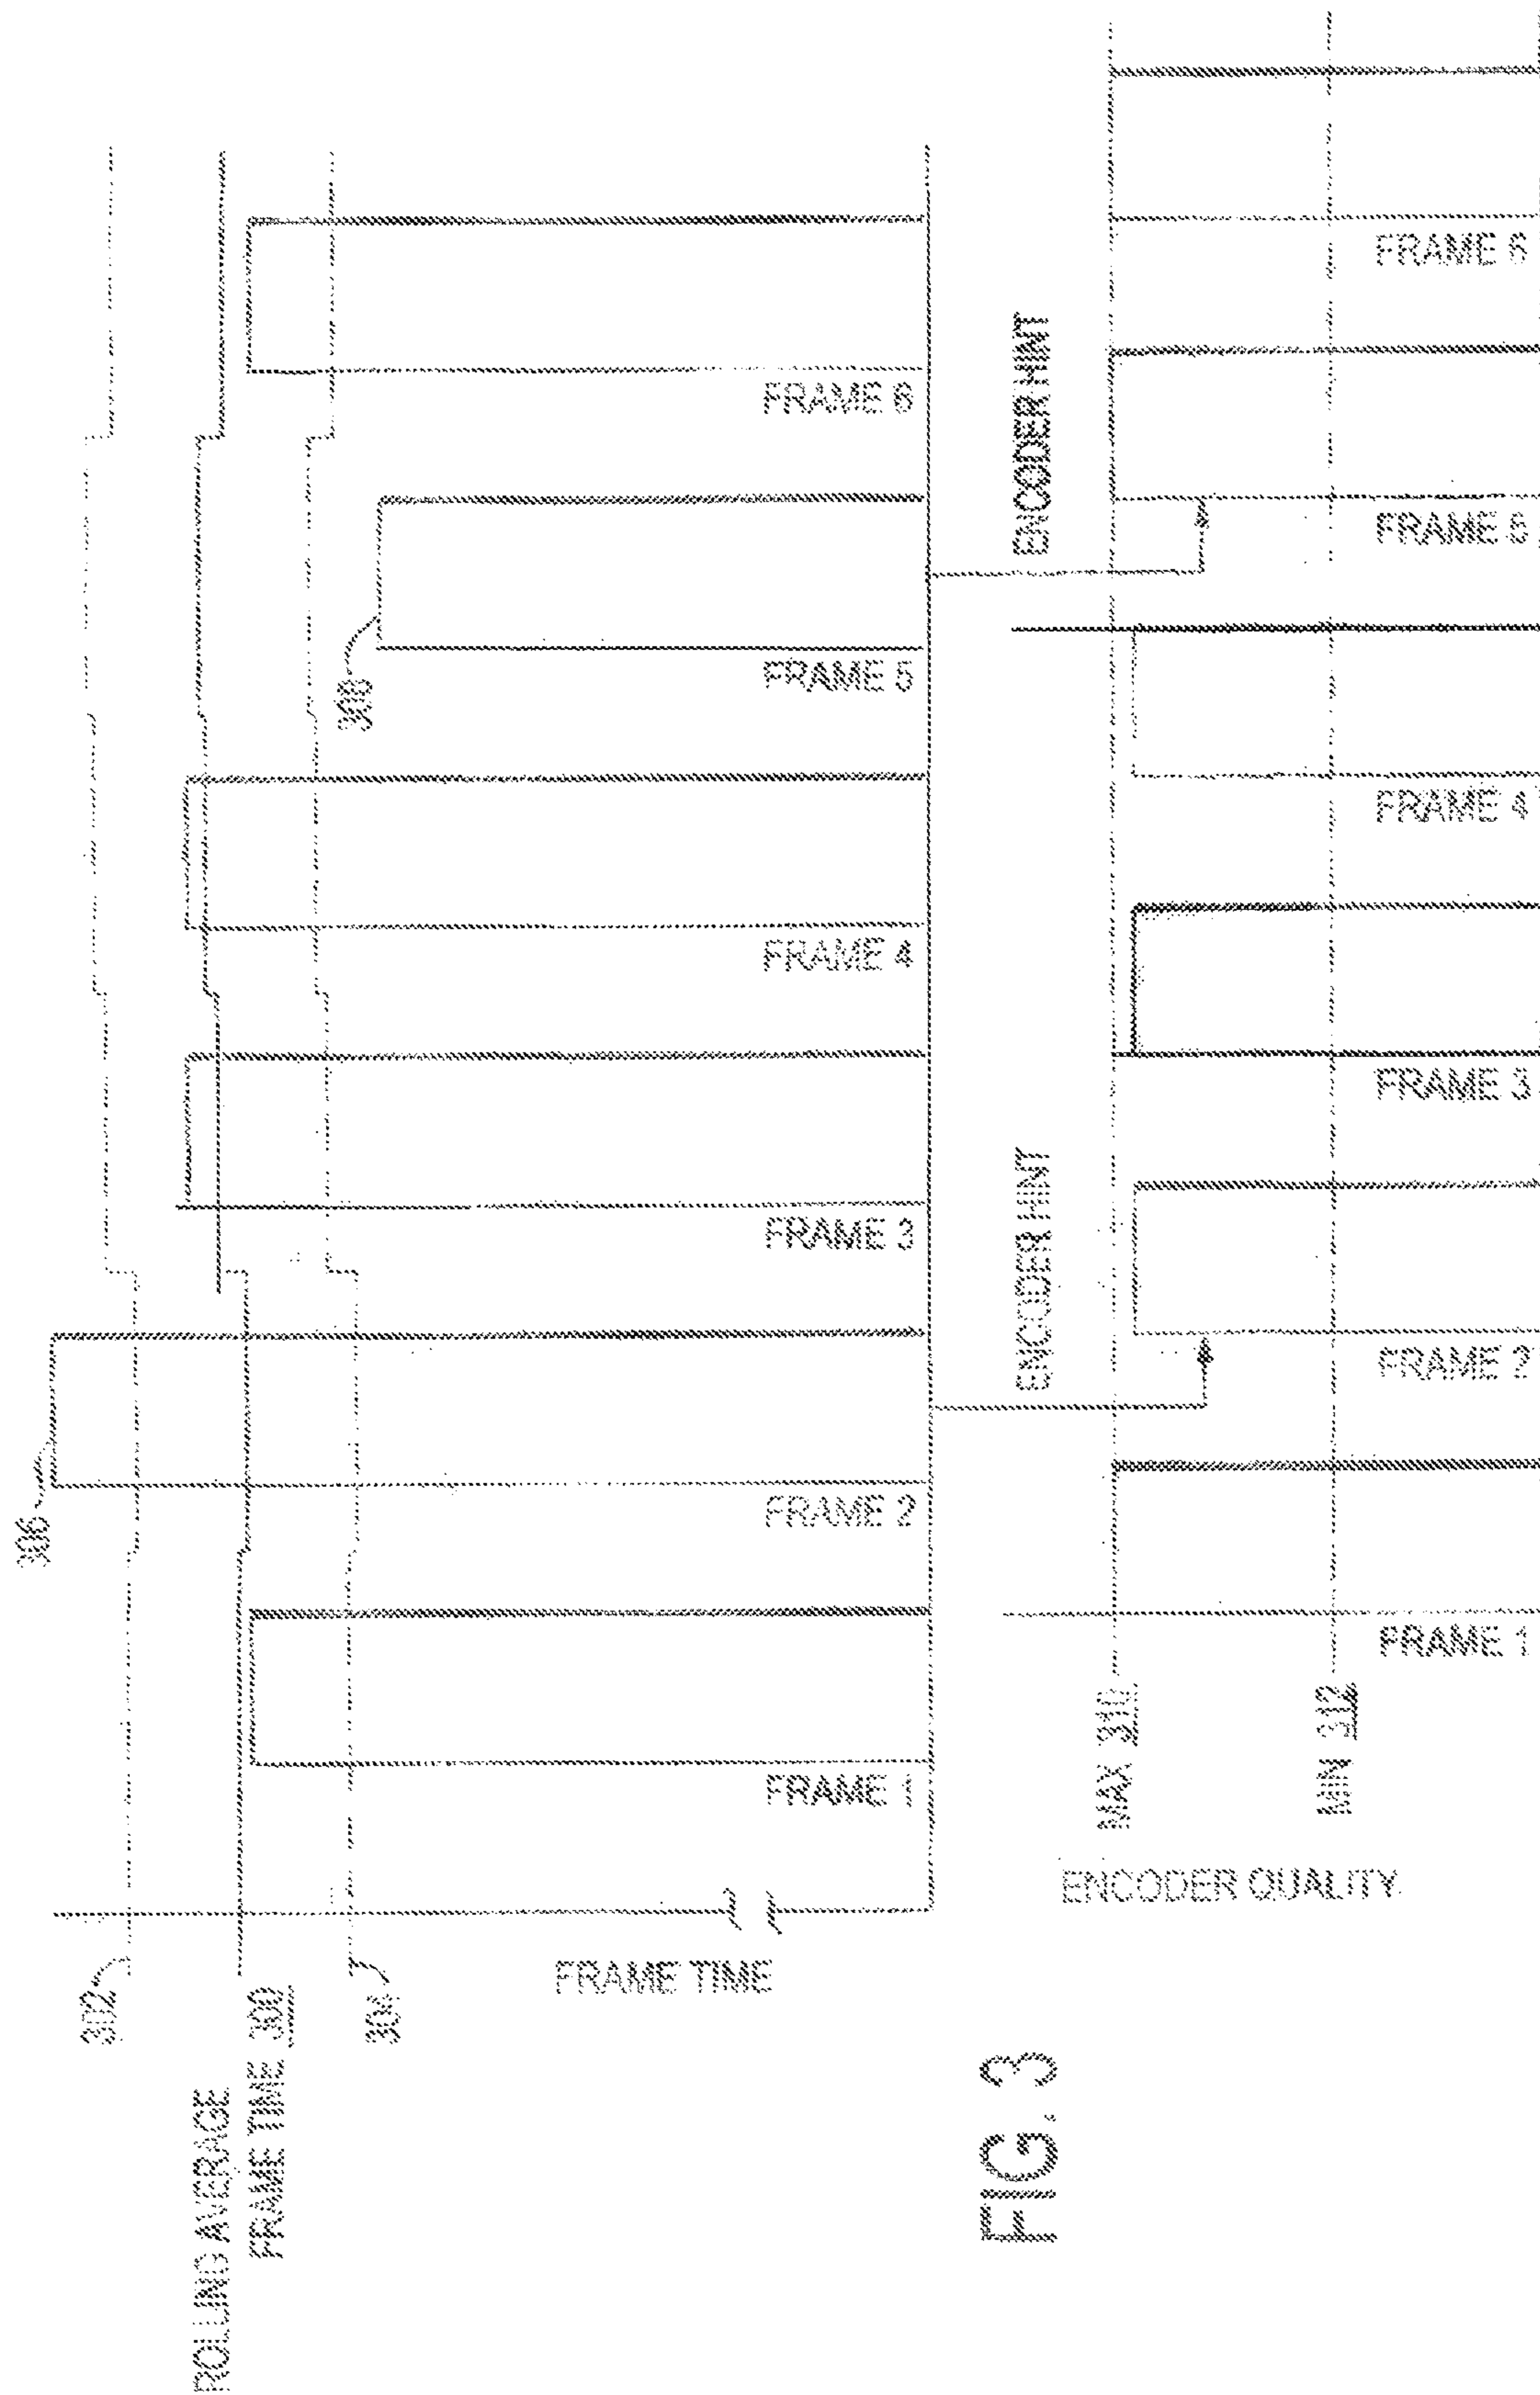 306
308
302
ROLLING AVERAGE
FRAME TIME 300
304
FRAME TIME
FRAME 1
FRAME 2
FRAME 3
FRAME 4
FRAME 5
FRAME 6
ENCODER HINT
ENCODER HINT
MAX 310
MIN 312
ENCODER QUALITY
FRAME 1
FRAME 2
FRAME 3
FRAME 4
FRAME 5
FRAME 6
FIG. 3